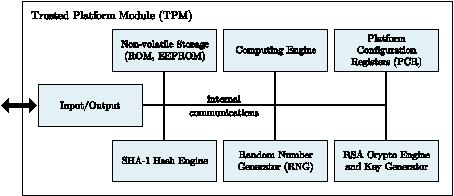 Trusted Platform Module (TPM)
Non-volatile Storage
(ROM, EEPROM)
Computing Engine
Platform
Configuration
Registers (PCR)
Input/Output
internal
communications
SHA-1 Hash Engine
Random Number
Generator (RNG)
RSA Crypto Engine
and Key Generator